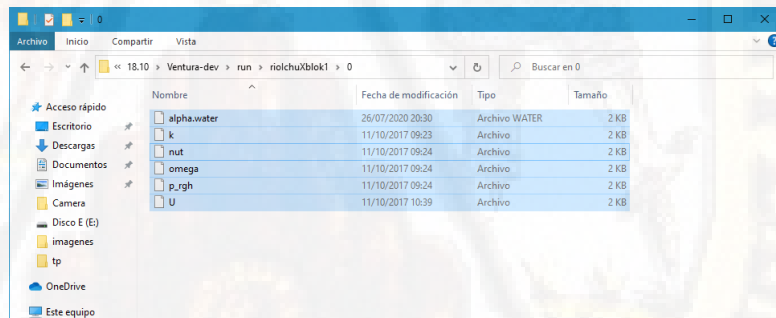 0
Archivo Inicio Compartir Vista
« 18.10 > Ventura-dev > run > riolchuXblok1 > 0 Buscar en 0
Nombre Fecha de modificación Tipo Tamaño
Acceso rápido
Escritorio
Descargas
Documentos
Imágenes
Camera
Disco E (E:)
imagenes
tp
OneDrive
Este equipo
alpha.water 26/07/2020 20:30 Archivo WATER 2 KB
k 11/10/2017 09:23 Archivo 2 KB
nut 11/10/2017 09:24 Archivo 2 KB
omega 11/10/2017 09:24 Archivo 2 KB
p_rgh 11/10/2017 09:24 Archivo 2 KB
U 11/10/2017 10:39 Archivo 2 KB